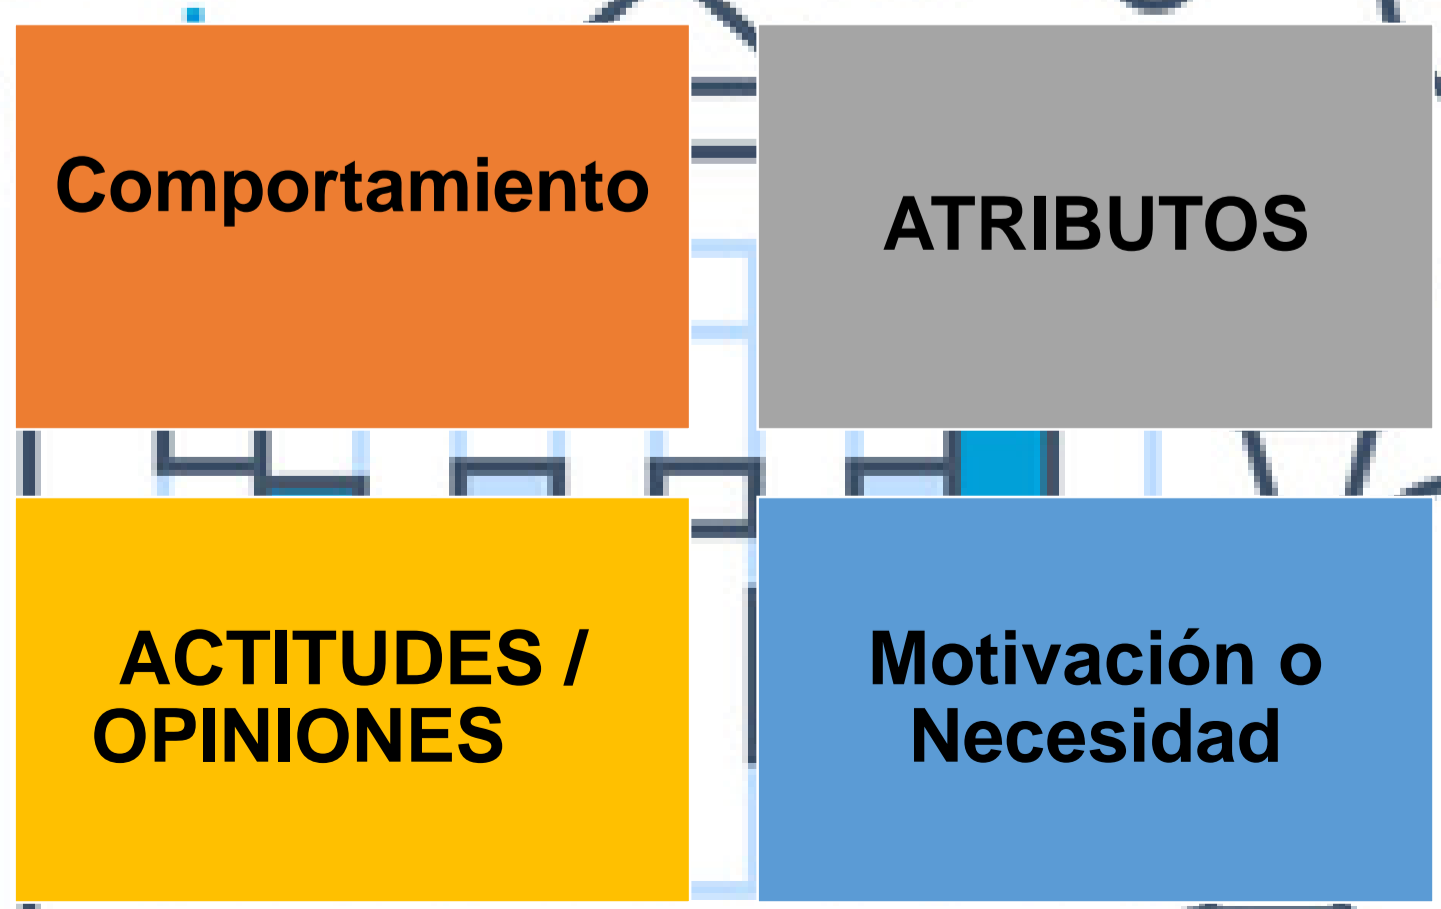 Comportamiento
ATRIBUTOS
ACTITUDES /
OPINIONES
Motivación o
Necesidad